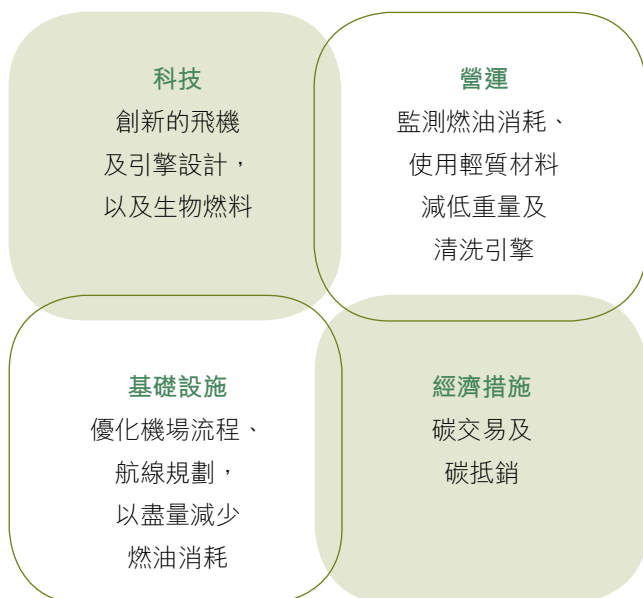 科技
創新的飛機
及引擎設計，
以及生物燃料
營運
監測燃油消耗、
使用輕質材料
減低重量及
清洗引擎
基礎設施
優化機場流程、
航線規劃，
以盡量減少
燃油消耗
經濟措施
碳交易及
碳抵銷